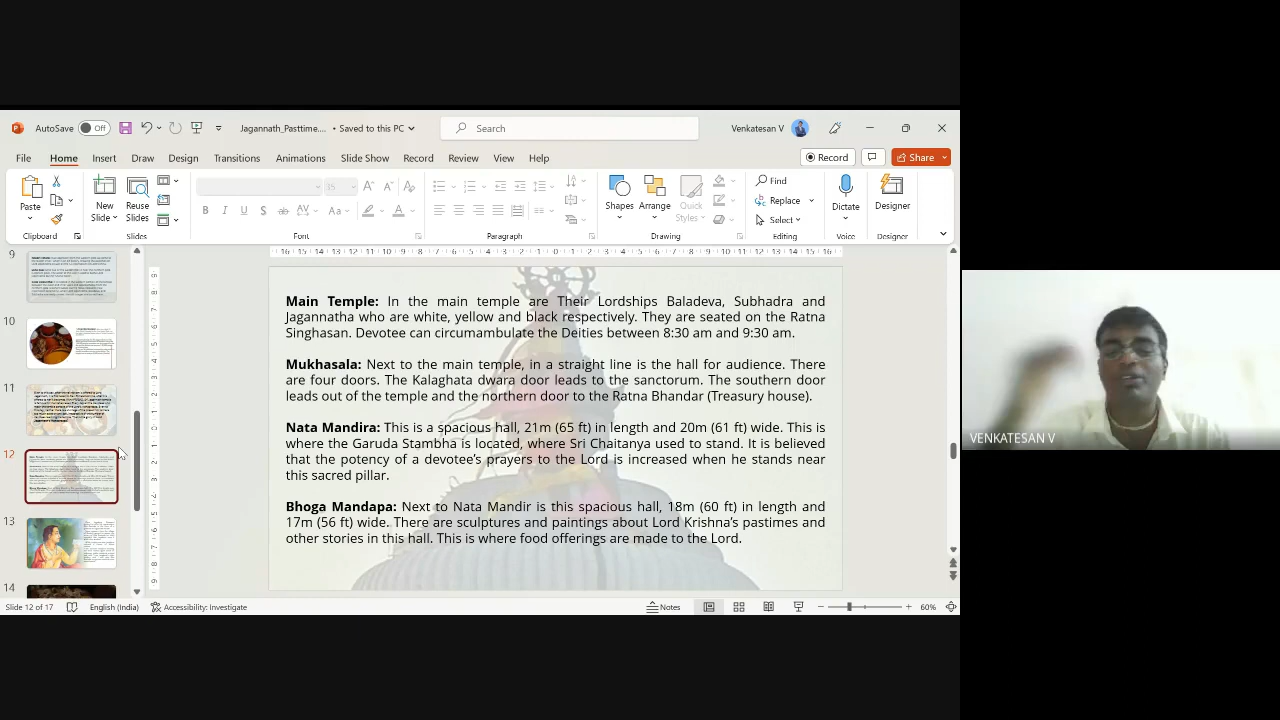 AutoSave Off Jagannath_Pasttime.... • Saved to this PC Search Venkatesan V
File Home Insert Draw Design Transitions Animations Slide Show Record Review View Help Record Share
Paste New Slide Reuse Slides Shapes Arrange Quick Styles Find Replace Select Dictate Designer
Clipboard Slides Font Paragraph Drawing Editing Voice Designer
9
10
11
12
13
14
Main Temple: In the main temple are Their Lordships Baladeva, Subhadra and
Jagannatha who are white, yellow and black respectively. They are seated on the Ratna
Singhasan. Devotee can circumambulate the Deities between 8:30 am and 9:30 am.
Mukhasala: Next to the main temple, in a straight line is the hall for audience. There
are four doors. The Kalaghata dwar door leads to the sanctorum. The southern door
leads out of the temple and the northern door to the Ratna Bhandar (Treasury house).
Nata Mandira: This is a spacious hall, 21m (65 ft) in length and 20m (61 ft) wide. This is
where the Garuda Stambha is located, where Sri Chaitanya used to stand. It is believed
that the potency of a devotee's prayers to the Lord is increased when in prayer near
this sacred pillar.
Bhoga Mandapa: Next to Nata Mandir is this spacious hall, 18m (60 ft) in length and
17m (56 ft) wide. There are sculptures and paintings about Lord Krishna's pastimes and
other stories in this hall. This is where food offerings are made to the Lord.
Slide 12 of 17 English (India) Accessibility: Investigate Notes 60%
VENKATESAN V